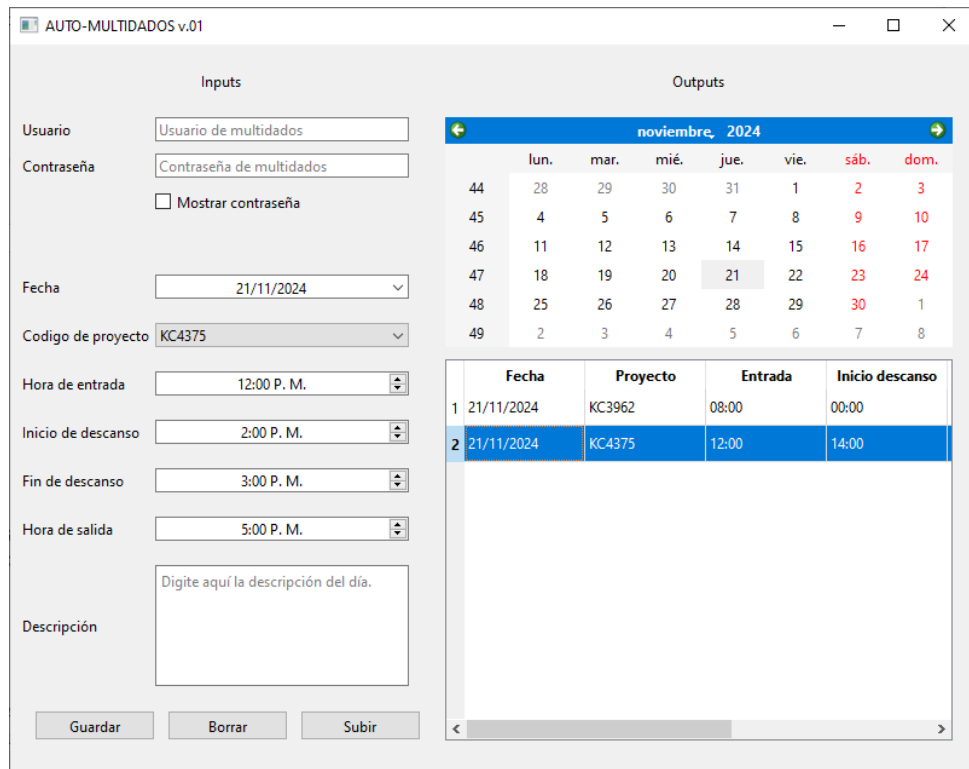 AUTO-MULTIDADOS v.01
Inputs
Usuario Usuario de multidados
Contraseña Contraseña de multidados
Mostrar contraseña
Fecha 21/11/2024
Codigo de proyecto KC4375
Hora de entrada 12:00 P. M.
Inicio de descanso 2:00 P. M.
Fin de descanso 3:00 P. M.
Hora de salida 5:00 P. M.
Descripción Digite aquí la descripción del día.
Guardar Borrar Subir
Outputs
noviembre, 2024
lun. mar. mié. jue. vie. sáb. dom.
44 28 29 30 31 1 2 3
45 4 5 6 7 8 9 10
46 11 12 13 14 15 16 17
47 18 19 20 21 22 23 24
48 25 26 27 28 29 30 1
49 2 3 4 5 6 7 8
Fecha Proyecto Entrada Inicio descanso
1 21/11/2024 KC3962 08:00 00:00
2 21/11/2024 KC4375 12:00 14:00